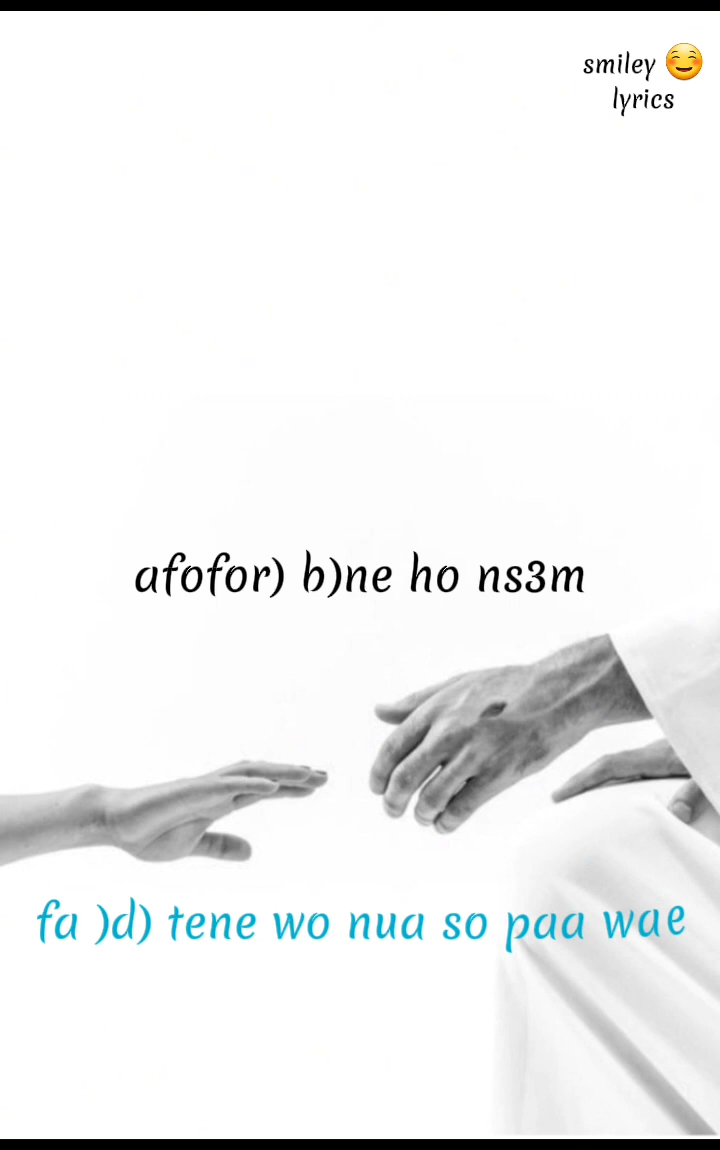 smiley 😊
lyrics
afofor) b)ne ho ns3m
fa )d) tene wo nua so paa wae